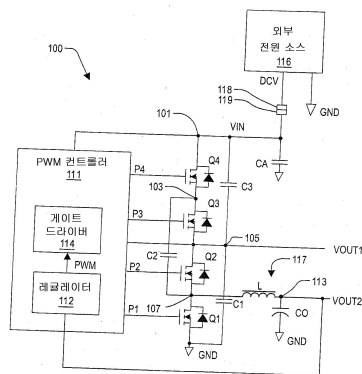 외부
전원 소스
116
100
DCV
118
119
GND
101
VIN
PWM 컨트롤러
111
P4
Q4
CA
103
C3
P3
Q3
게이트
드라이버
114
105
VOUT1
C2
Q2
117
PWM
P2
L
113
레귤레이터
112
107
C1
VOUT2
P1
Q1
CO
GND
GND